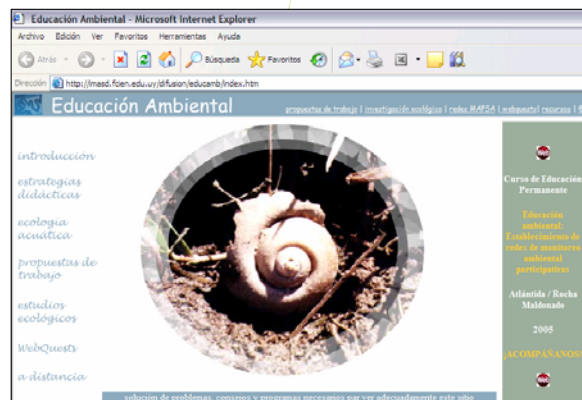 Educación Ambiental - Microsoft Internet Explorer
Archivo Edición Ver Favoritos Herramientas Ayuda
Atrás Búsqueda Favoritos
Dirección http://imasd.fcien.edu.uy/difusion/educamb/index.htm
Educación Ambiental
propuestas de trabajo | investigación ecológica | redes MAPSA | webquests | recursos |
introducción
estrategias
didácticas
ecología
acuática
propuestas de
trabajo
estudios
ecológicos
WebQuests
a distancia
Web
Curso de Educación
Permanente
Educación
ambiental:
Establecimiento de
redes de monitoreo
ambiental
participativas
Atlántida / Rocha
Maldonado
2005
¡ACOMPÁÑANOS!
Web
solución de problemas, consejos y programas necesarios par ver adecuadamente este sitio